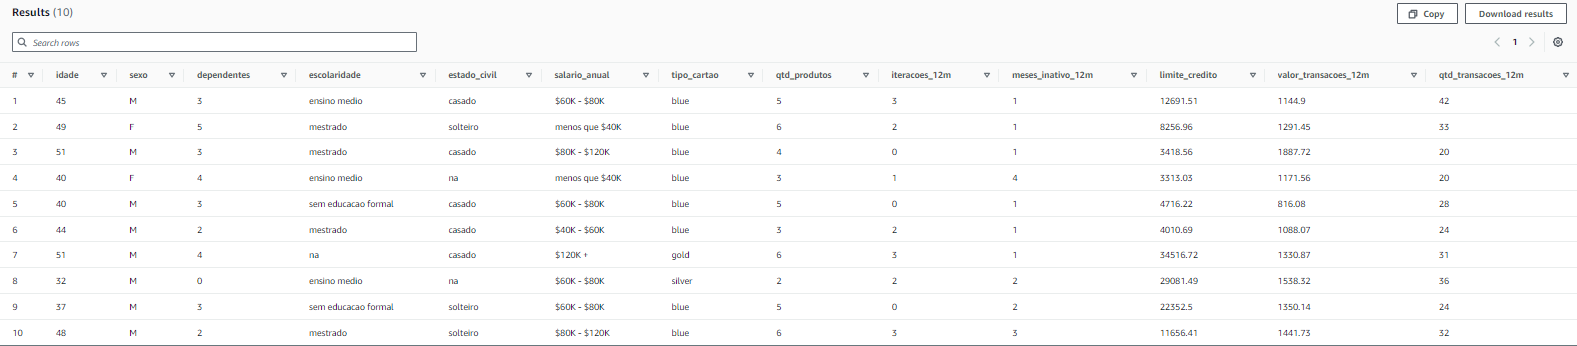 Results (10)
Copy
Download results
Search rows
1
# idade sexo dependentes escolaridade estado_civil salario_anual tipo_cartao qtd_produtos iteracoes_12m meses_inativo_12m limite_credito valor_transacoes_12m qtd_transacoes_12m
1 45 M 3 ensino medio casado $60K - $80K blue 5 3 1 12691.51 1144.9 42
2 49 F 5 mestrado solteiro menos que $40K blue 6 2 1 8256.96 1291.45 33
3 51 M 3 mestrado casado $80K - $120K blue 4 0 1 3418.56 1887.72 20
4 40 F 4 ensino medio na menos que $40K blue 3 1 4 3313.03 1171.56 20
5 40 M 3 sem educacao formal casado $60K - $80K blue 5 0 1 4716.22 816.08 28
6 44 M 2 mestrado casado $40K - $60K blue 3 2 1 4010.69 1088.07 24
7 51 M 4 na casado $120K + gold 6 3 1 34516.72 1330.87 31
8 32 M 0 ensino medio na $60K - $80K silver 2 2 2 29081.49 1538.32 36
9 37 M 3 sem educacao formal solteiro $60K - $80K blue 5 0 2 22352.5 1350.14 24
10 48 M 2 mestrado solteiro $80K - $120K blue 6 3 3 11656.41 1441.73 32